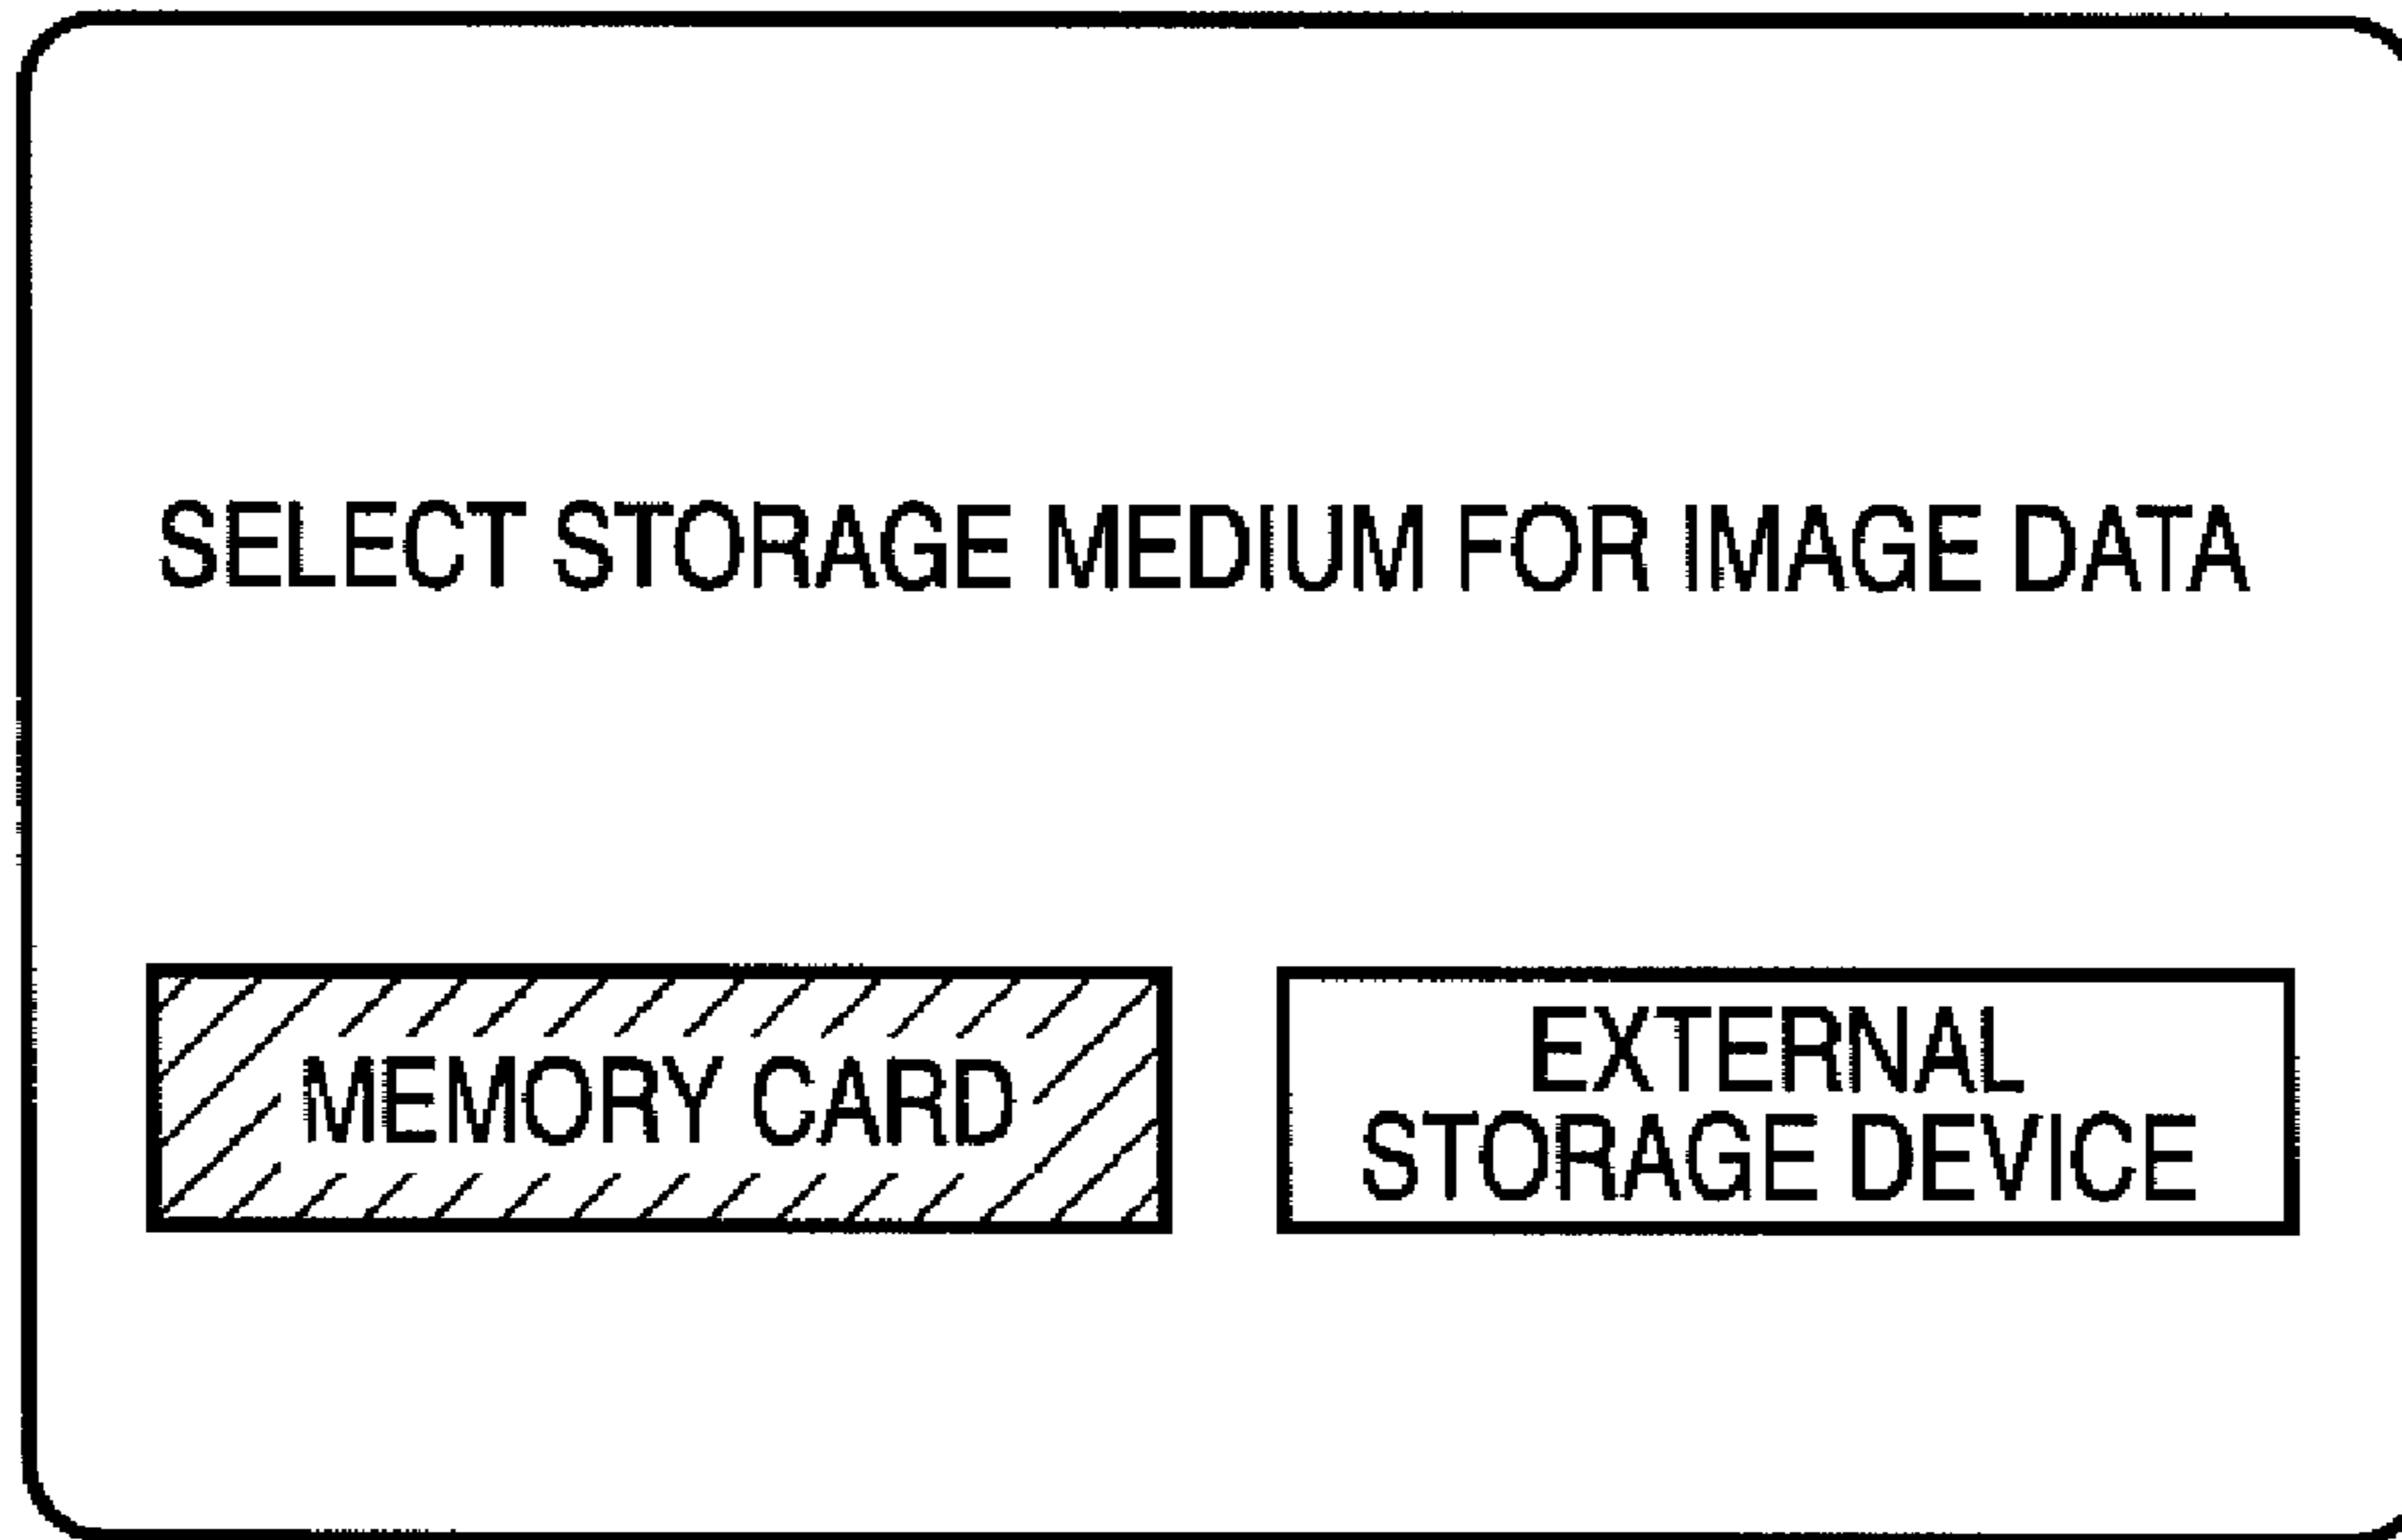 SELECT STORAGE MEDIUM FOR IMAGE DATA
MEMORY CARD
EXTERNAL
STORAGE DEVICE